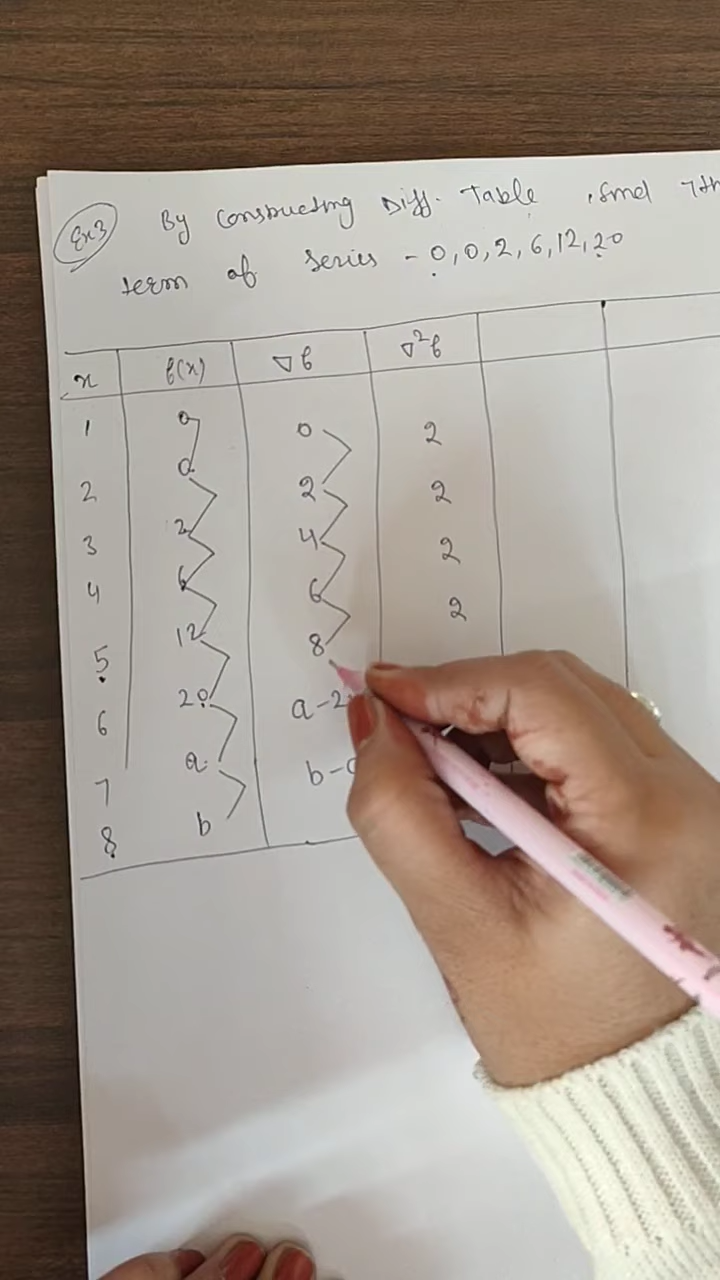 Ex3 By Constructing Diff. Table , find 7th
term of Series - 0, 0, 2, 6, 12, 20
x f(x) ∇f ∇²f
1 0 0 2
2 0 2 2
3 2 4 2
4 6 6 2
5 12 8
6 20 a-2
7 a b-
8 b